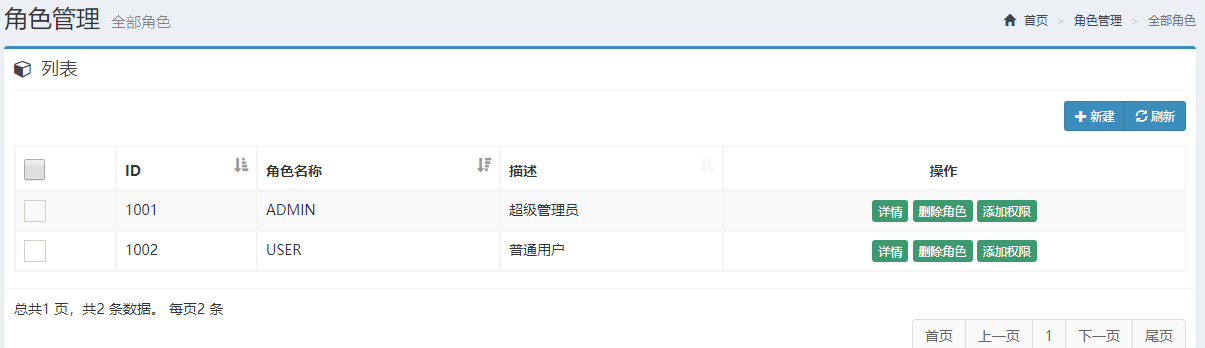 角色管理 全部角色
首页 > 角色管理 > 全部角色
列表
新建 刷新
ID 角色名称 描述 操作
1001 ADMIN 超级管理员 详情 删除角色 添加权限
1002 USER 普通用户 详情 删除角色 添加权限
总共1 页，共2 条数据。 每页2 条
首页 上一页 1 下一页 尾页